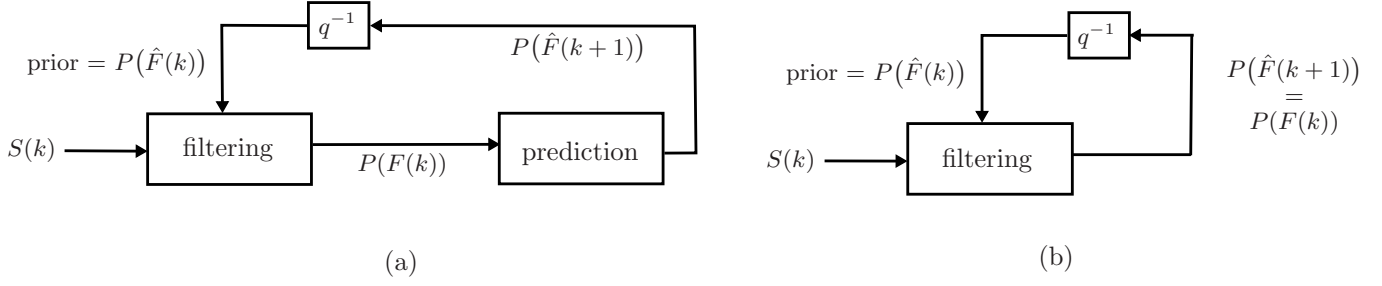 q⁻¹
P(F̂(k + 1))
prior = P(F̂(k))
S(k)
filtering
P(F(k))
prediction
(a)
q⁻¹
prior = P(F̂(k))
P(F̂(k + 1))
=
P(F(k))
S(k)
filtering
(b)